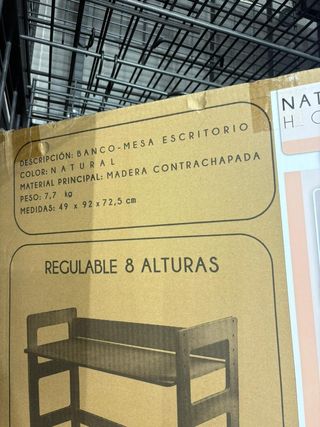 DESCRIPCIÓN: BANCO-MESA ESCRITORIO
COLOR: NATURAL
MATERIAL PRINCIPAL: MADERA CONTRACHAPADA
PESO: 7,7 kg
MEDIDAS: 49 x 92 x 72,5 cm
REGULABLE 8 ALTURAS
NAT